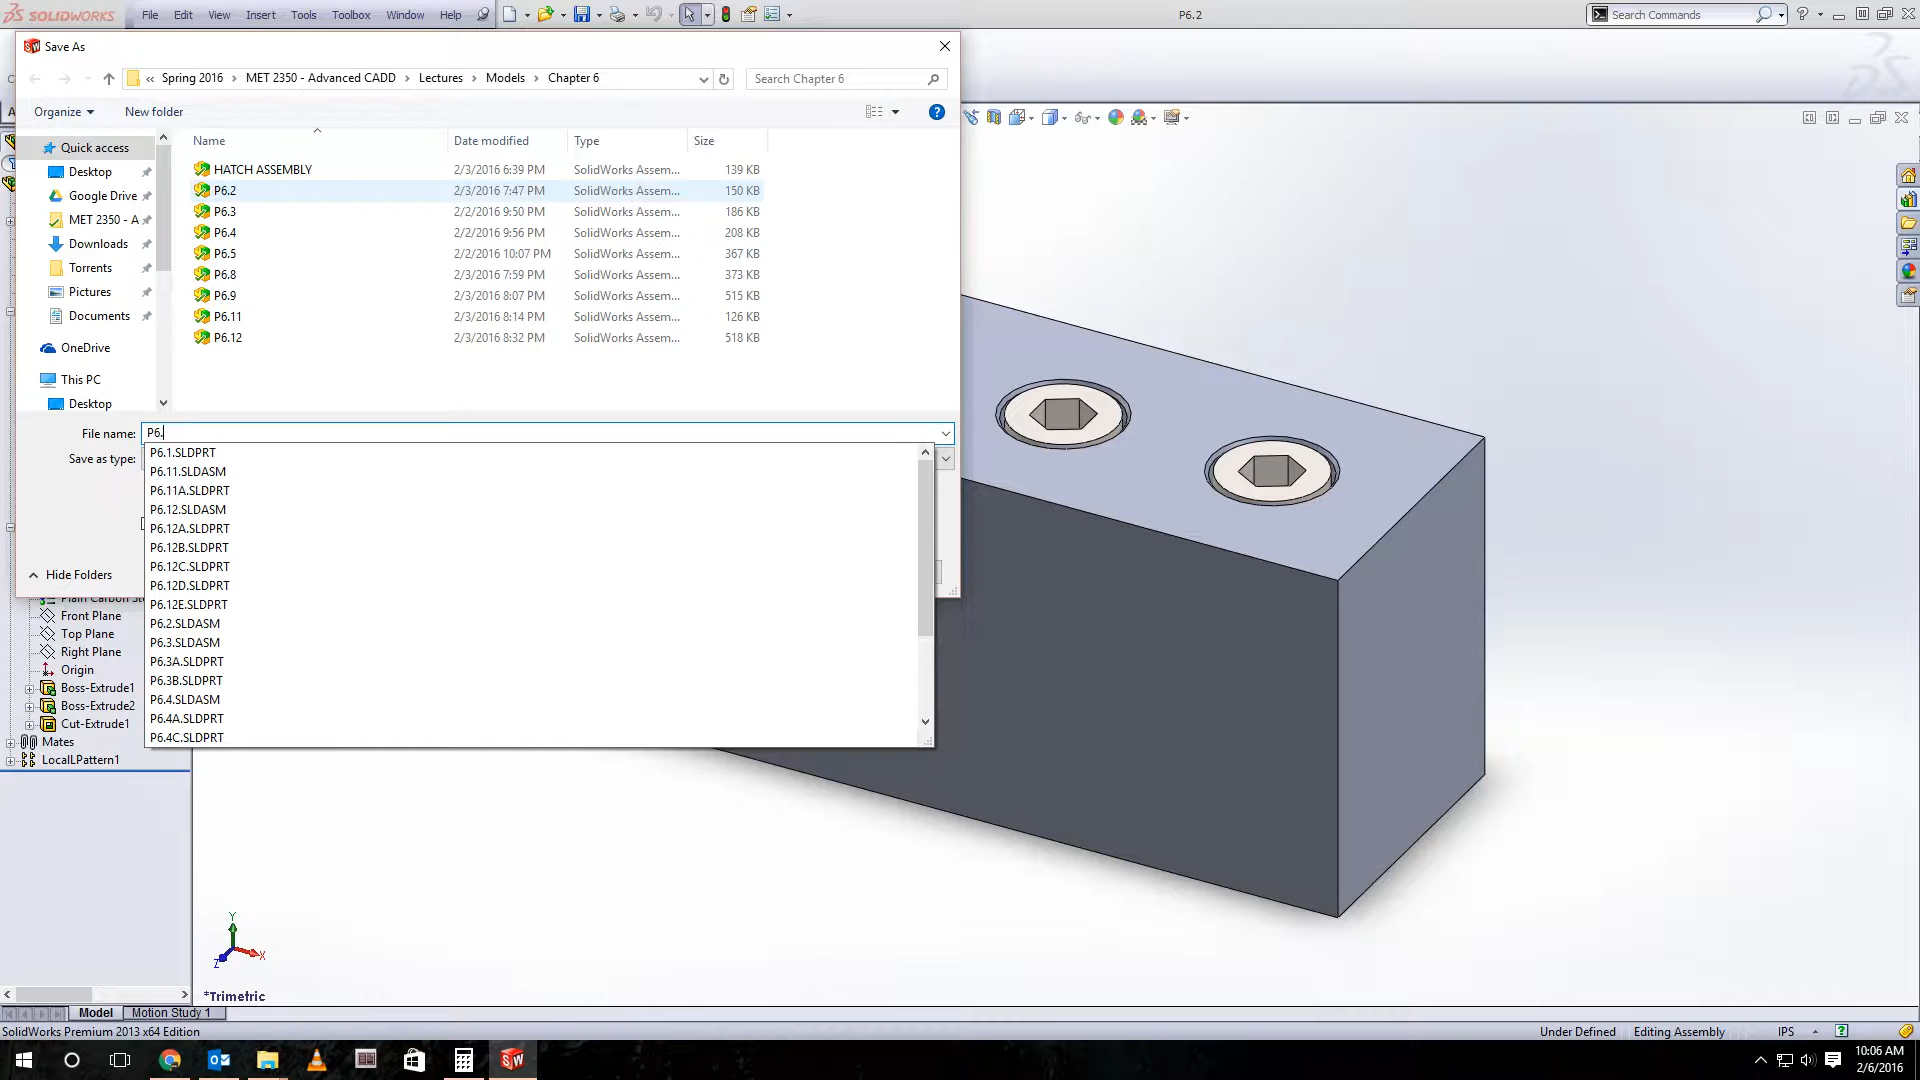 SOLIDWORKS File Edit View Insert Tools Toolbox Window Help P6.2 Search Commands
Save As
« Spring 2016 > MET 2350 - Advanced CADD > Lectures > Models > Chapter 6 Search Chapter 6
Organize New folder
Name Date modified Type Size
Quick access
Desktop
Google Drive
MET 2350 - A
Downloads
Torrents
Pictures
Documents
OneDrive
This PC
Desktop
HATCH ASSEMBLY 2/3/2016 6:39 PM SolidWorks Assem... 139 KB
P6.2 2/3/2016 7:47 PM SolidWorks Assem... 150 KB
P6.3 2/2/2016 9:50 PM SolidWorks Assem... 186 KB
P6.4 2/2/2016 9:56 PM SolidWorks Assem... 208 KB
P6.5 2/2/2016 10:07 PM SolidWorks Assem... 367 KB
P6.8 2/3/2016 7:59 PM SolidWorks Assem... 373 KB
P6.9 2/3/2016 8:07 PM SolidWorks Assem... 515 KB
P6.11 2/3/2016 8:14 PM SolidWorks Assem... 126 KB
P6.12 2/3/2016 8:32 PM SolidWorks Assem... 518 KB
File name: P6.
Save as type:
P6.1.SLDPRT
P6.11.SLDASM
P6.11A.SLDPRT
P6.12.SLDASM
P6.12A.SLDPRT
P6.12B.SLDPRT
P6.12C.SLDPRT
P6.12D.SLDPRT
P6.12E.SLDPRT
P6.2.SLDASM
P6.3.SLDASM
P6.3A.SLDPRT
P6.3B.SLDPRT
P6.4.SLDASM
P6.4A.SLDPRT
P6.4C.SLDPRT
Hide Folders
Plain Carbon St
Front Plane
Top Plane
Right Plane
Origin
Boss-Extrude1
Boss-Extrude2
Cut-Extrude1
Mates
LocalLPattern1
Y
X
Z
*Trimetric
Model Motion Study 1
SolidWorks Premium 2013 x64 Edition Under Defined Editing Assembly IPS
10:06 AM
2/6/2016